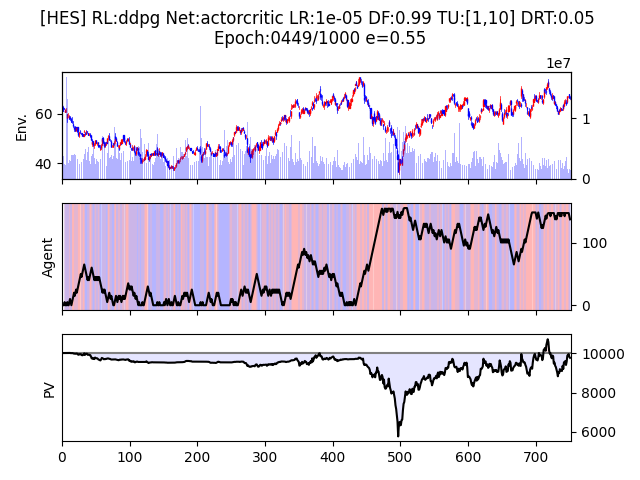 [HES] RL:ddpg Net:actorcritic LR:1e-05 DF:0.99 TU:[1,10] DRT:0.05
Epoch:0449/1000 e=0.55
1e7
Env.
60
40
1
0
Agent
100
0
PV
10000
8000
6000
0 100 200 300 400 500 600 700